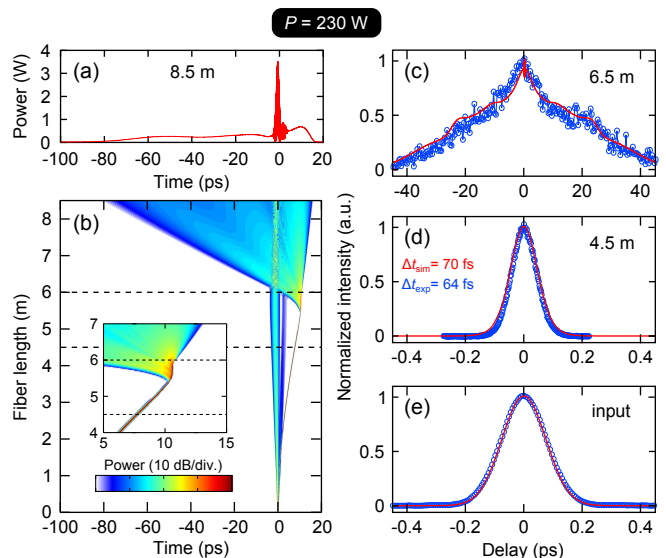 P = 230 W
(a)
8.5 m
Power (W)
4
3
2
1
0
-100 -80 -60 -40 -20 0 20
Time (ps)
(b)
Fiber length (m)
8
7
6
5
4
3
2
1
0
7
6
5
4
5 10 15
Power (10 dB/div.)
-100 -80 -60 -40 -20 0 20
Time (ps)
Normalized intensity (a.u.)
(c)
6.5 m
1
0.5
0
-40 -20 0 20 40
(d)
4.5 m
Δtsim= 70 fs
Δtexp= 64 fs
1
0.5
0
-0.4 -0.2 0 0.2 0.4
(e)
input
1
0.5
0
-0.4 -0.2 0 0.2 0.4
Delay (ps)